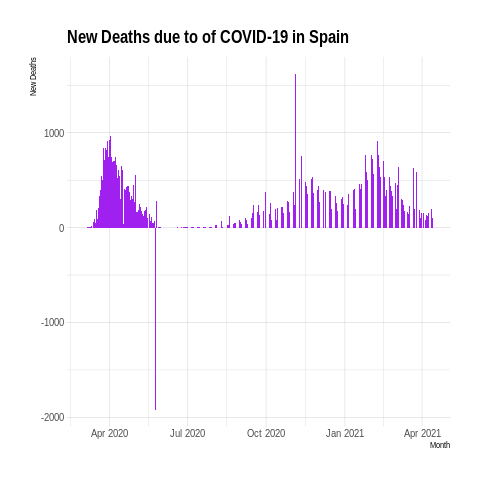 New Deaths due to of COVID-19 in Spain
New Deaths
1000
0
-1000
-2000
Apr 2020 Jul 2020 Oct 2020 Jan 2021 Apr 2021
Month